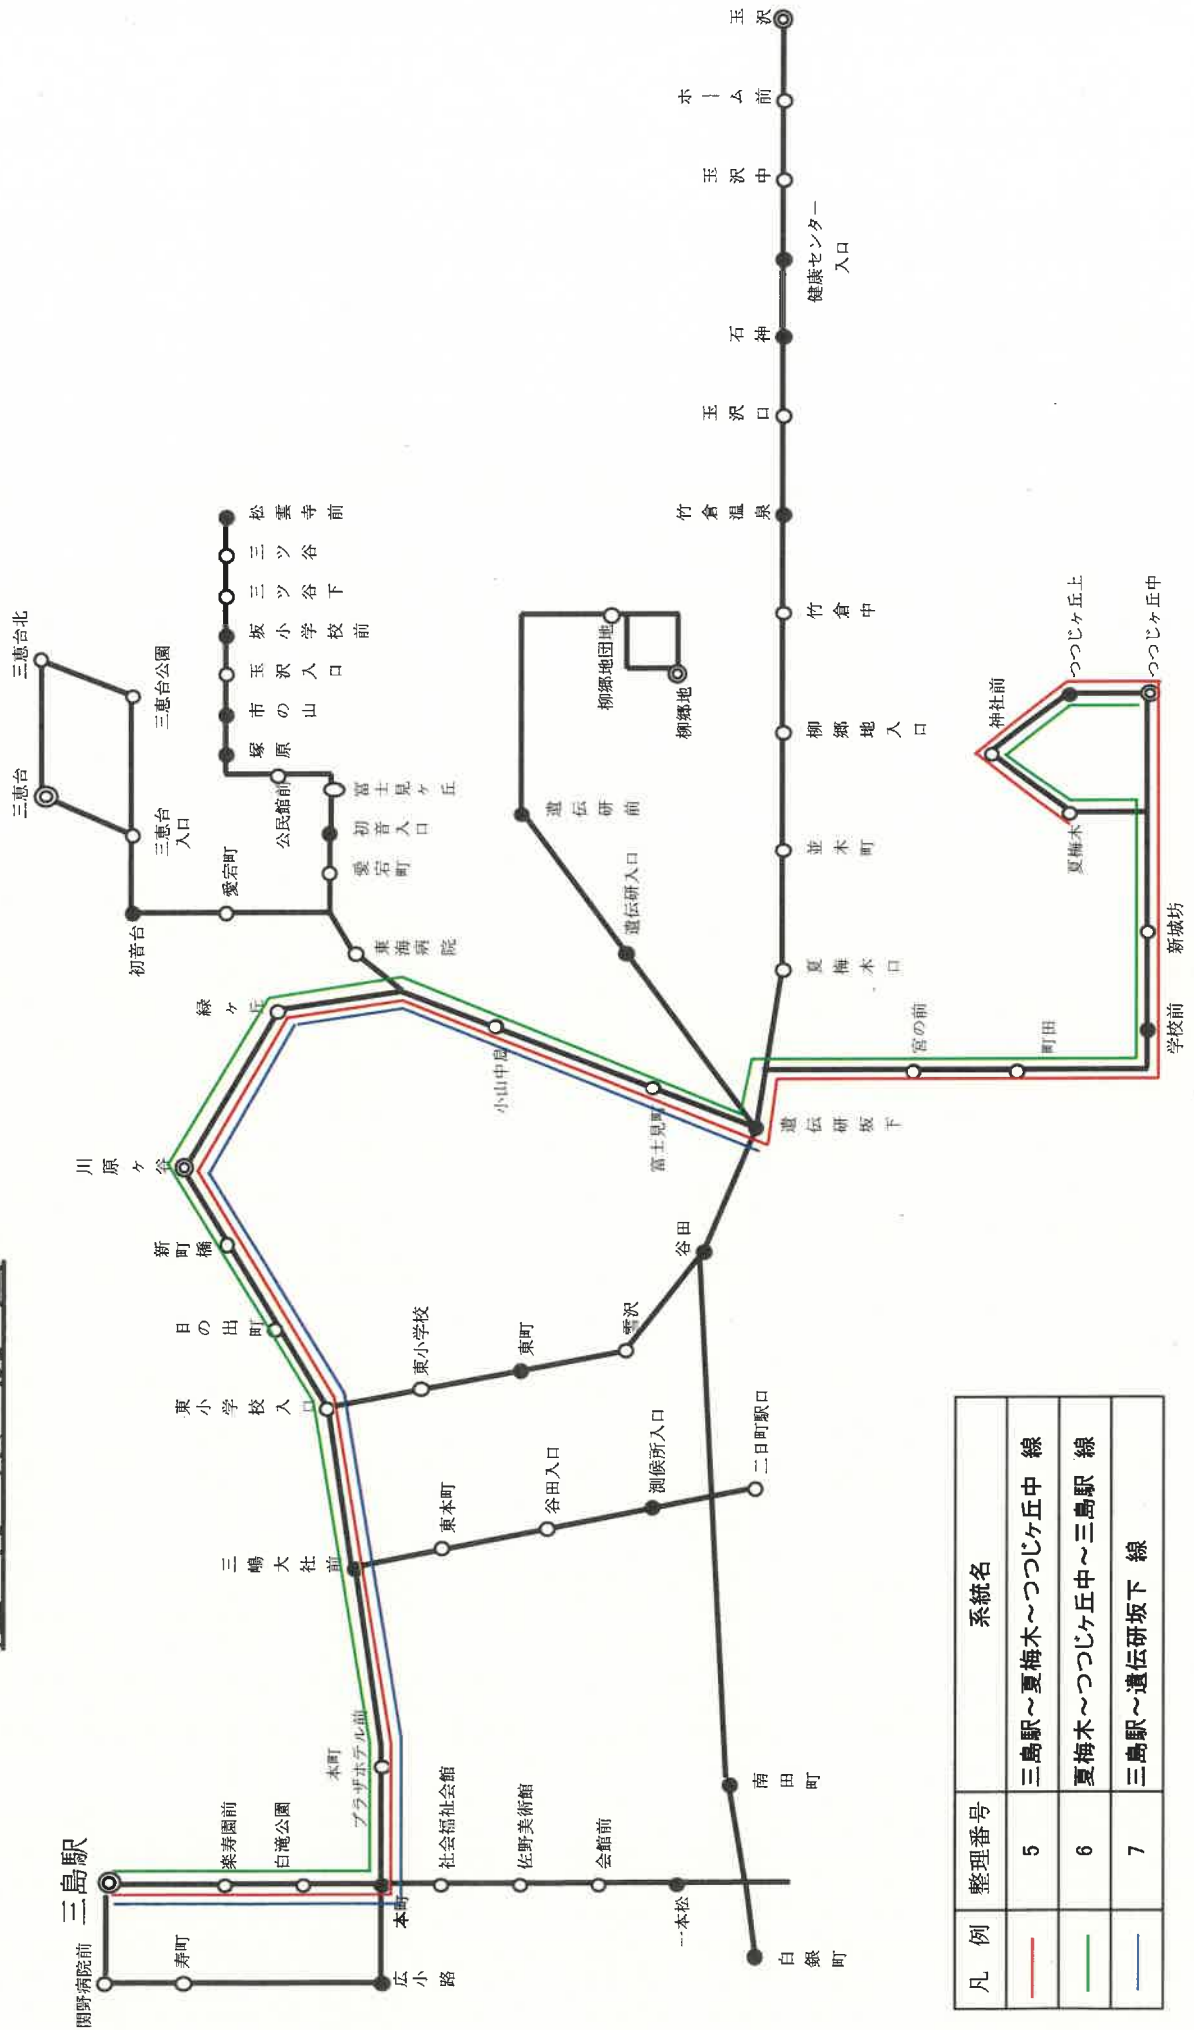 三島駅
関野病院前
寿町
広小路
楽寿園前
白滝公園
本町
本町
プラザホテル前
社会福祉会館
佐野美術館
会館前
一本松
白銀町
南田町
三嶋大社前
東本町
谷田入口
測候所入口
二日町駅口
東小学校入口
東小学校
東町
雪沢
谷田
日の出町
新町橋
川原ヶ谷
緑ヶ丘
小山中島
富士見町
遺伝研坂下
東海病院
愛宕町
初音台
三恵台入口
三恵台
三恵台北
三恵台公園
愛宕町
初音入口
富士見ヶ丘
公民館前
塚原
市の山
玉沢入口
坂小学校前
三ツ谷下
三ツ谷
松雲寺前
遺伝研入口
遺伝研前
柳郷地団地
柳郷地
夏梅木口
並木町
柳郷地入口
竹倉中
竹倉温泉
玉沢口
石神
健康センター
入口
玉沢中
ホーム前
玉沢
宮の前
町田
学校前
新城坊
夏梅木
神社前
つつじヶ丘上
つつじヶ丘中
凡 例 整理番号 系統名
5 三島駅～夏梅木～つつじヶ丘中 線
6 夏梅木～つつじヶ丘中～三島駅 線
7 三島駅～遺伝研坂下 線